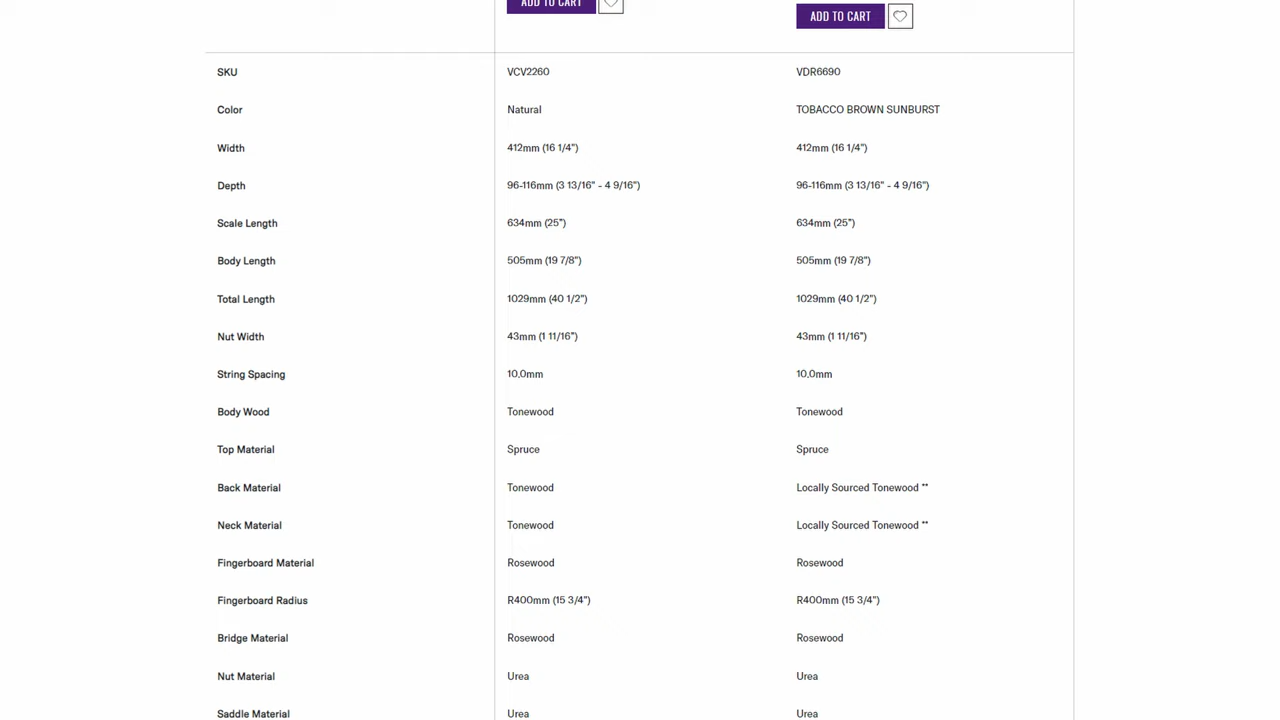 ADD TO CART
ADD TO CART
SKU VCV2260 VDR6690
Color Natural TOBACCO BROWN SUNBURST
Width 412mm (16 1/4") 412mm (16 1/4")
Depth 96-116mm (3 13/16" - 4 9/16") 96-116mm (3 13/16" - 4 9/16")
Scale Length 634mm (25") 634mm (25")
Body Length 505mm (19 7/8") 505mm (19 7/8")
Total Length 1029mm (40 1/2") 1029mm (40 1/2")
Nut Width 43mm (1 11/16") 43mm (1 11/16")
String Spacing 10.0mm 10.0mm
Body Wood Tonewood Tonewood
Top Material Spruce Spruce
Back Material Tonewood Locally Sourced Tonewood **
Neck Material Tonewood Locally Sourced Tonewood **
Fingerboard Material Rosewood Rosewood
Fingerboard Radius R400mm (15 3/4") R400mm (15 3/4")
Bridge Material Rosewood Rosewood
Nut Material Urea Urea
Saddle Material Urea Urea